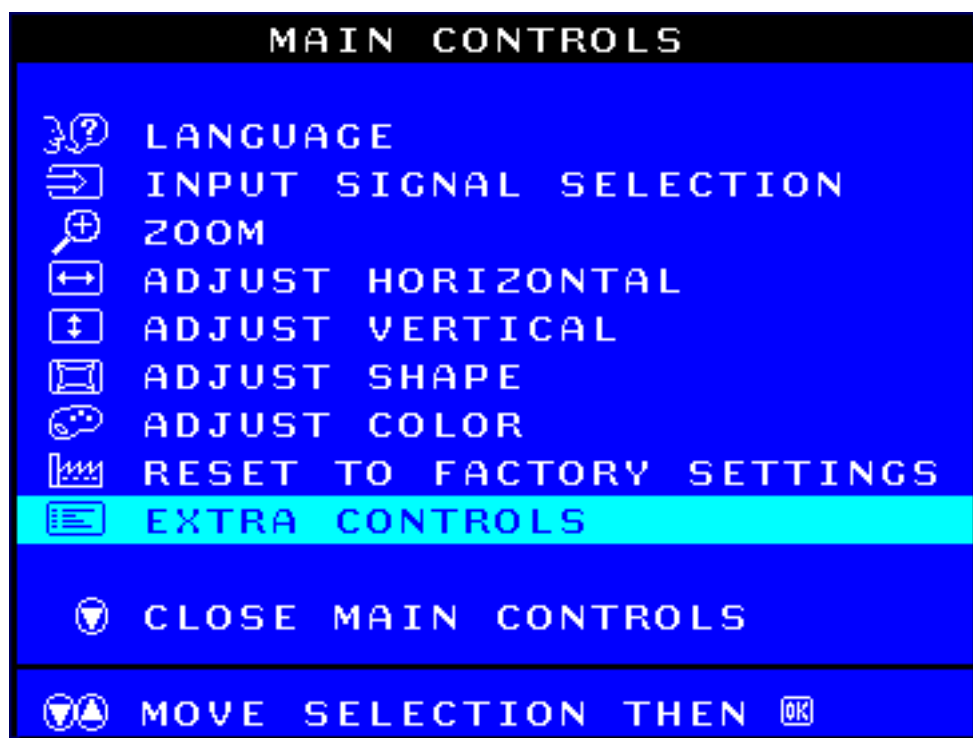 MAIN CONTROLS
LANGUAGE
INPUT SIGNAL SELECTION
ZOOM
ADJUST HORIZONTAL
ADJUST VERTICAL
ADJUST SHAPE
ADJUST COLOR
RESET TO FACTORY SETTINGS
EXTRA CONTROLS
CLOSE MAIN CONTROLS
MOVE SELECTION THEN OK